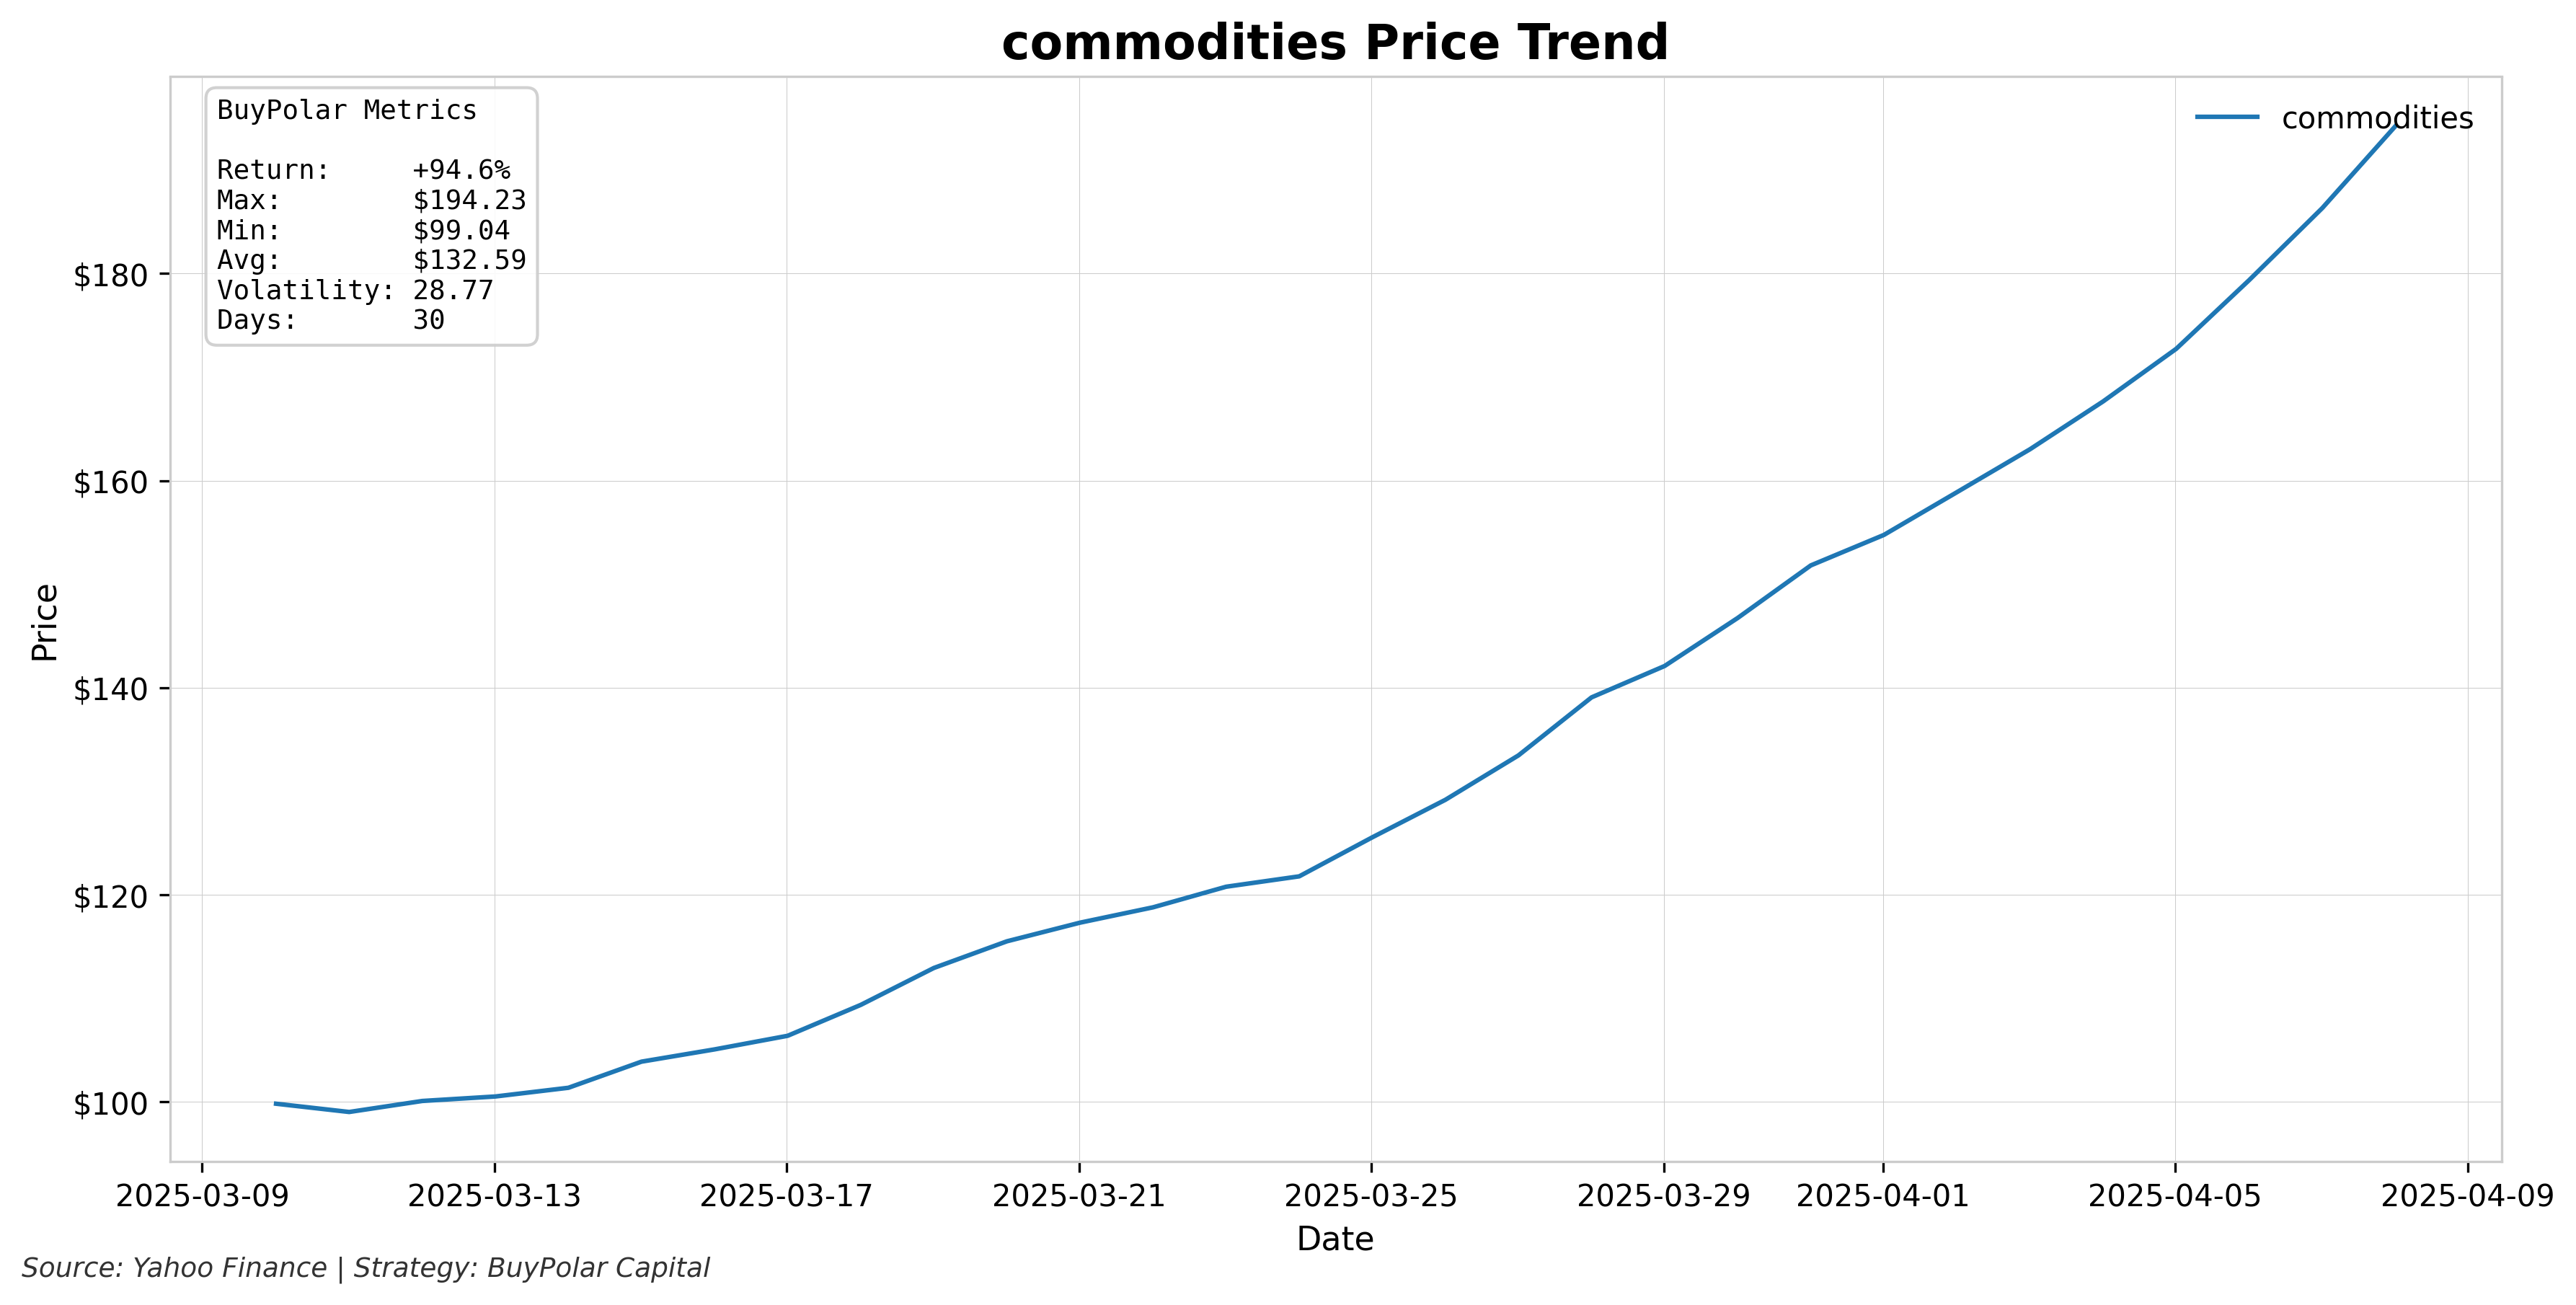 commodities Price Trend
BuyPolar Metrics
Return: +94.6%
Max: $194.23
Min: $99.04
Avg: $132.59
Volatility: 28.77
Days: 30
commodities
$180
$160
$140
$120
$100
Price
2025-03-09 2025-03-13 2025-03-17 2025-03-21 2025-03-25 2025-03-29 2025-04-01 2025-04-05 2025-04-09
Date
Source: Yahoo Finance | Strategy: BuyPolar Capital